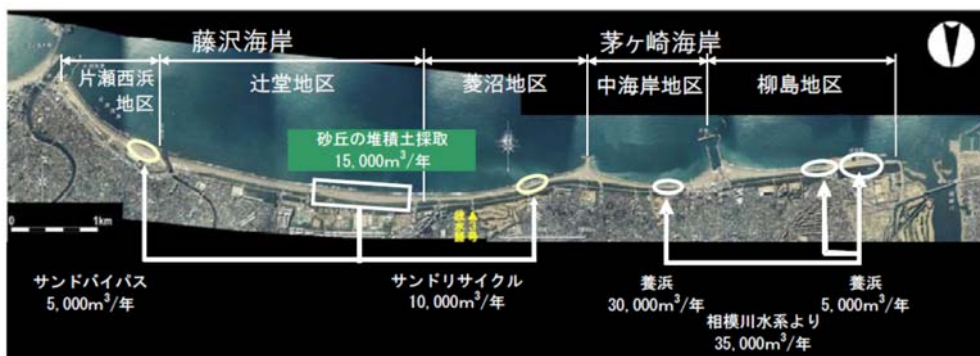 藤沢海岸
茅ヶ崎海岸
片瀬西浜
地区
辻堂地区
菱沼地区
中海岸地区
柳島地区
砂丘の堆積土採取
15,000m³/年
0
1km
サンドバイパス
5,000m³/年
サンドリサイクル
10,000m³/年
養浜
30,000m³/年
養浜
5,000m³/年
相模川水系より
35,000m³/年